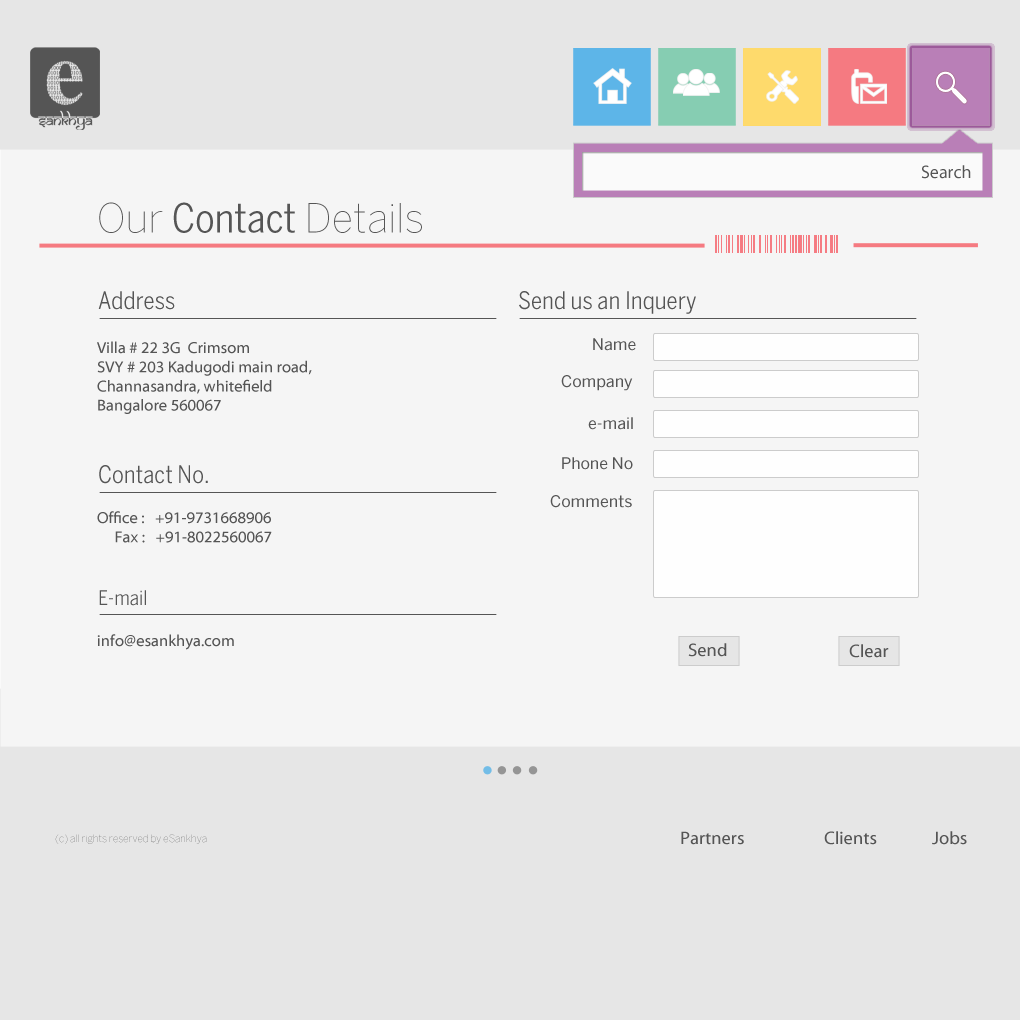 e
sankhya
Search
Our Contact Details
Address
Villa # 22 3G Crimsom
SVY # 203 Kadugodi main road,
Channasandra, whitefield
Bangalore 560067
Contact No.
Office : +91-9731668906
Fax : +91-8022560067
E-mail
info@esankhya.com
Send us an Inquery
Name
Company
e-mail
Phone No
Comments
Send
Clear
(c) all rights reserved by eSankhya
Partners
Clients
Jobs